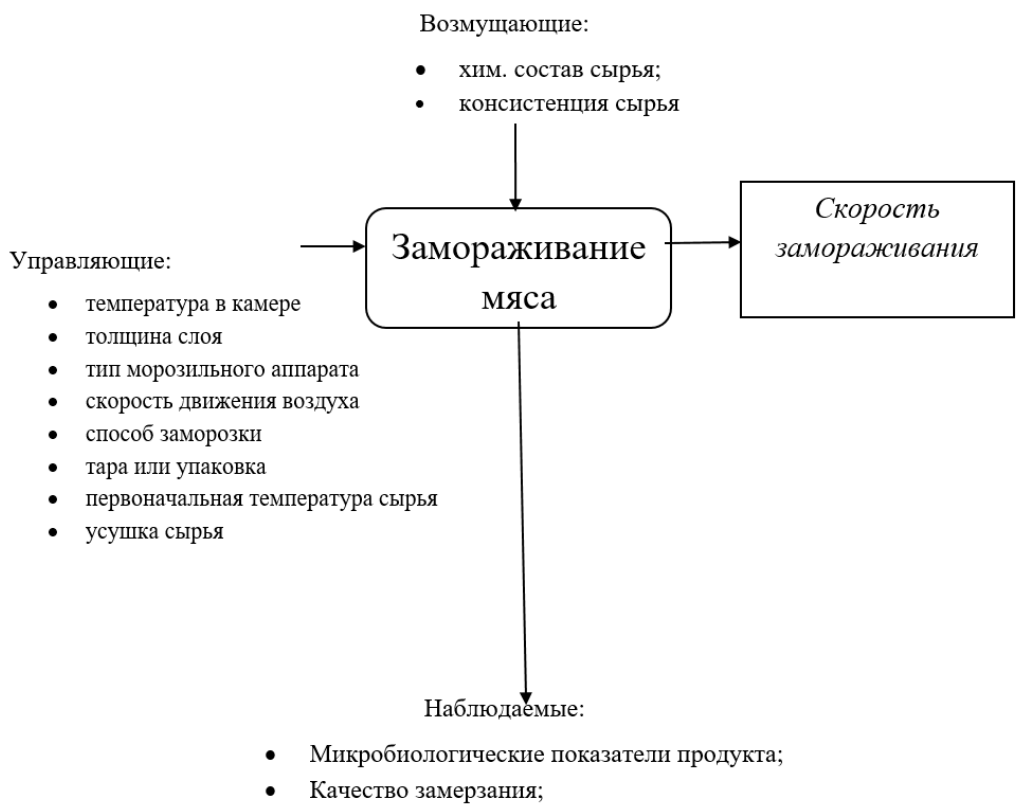 Возмущающие:
• хим. состав сырья;
• консистенция сырья
Замораживание
мяса
Скорость
замораживания
Управляющие:
• температура в камере
• толщина слоя
• тип морозильного аппарата
• скорость движения воздуха
• способ заморозки
• тара или упаковка
• первоначальная температура сырья
• усушка сырья
Наблюдаемые:
• Микробиологические показатели продукта;
• Качество замерзания;